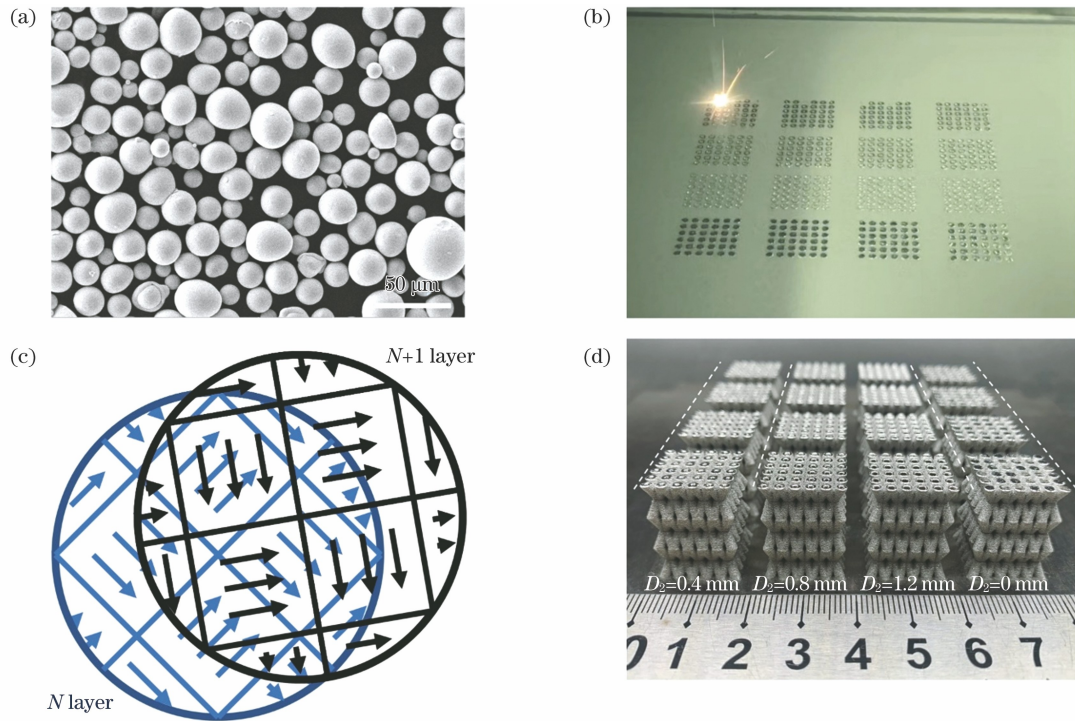 (a)
50 μm
(b)
(c)
N+1 layer
N layer
(d)
D₂=0.4 mm D₂=0.8 mm D₂=1.2 mm D₂=0 mm
0 1 2 3 4 5 6 7